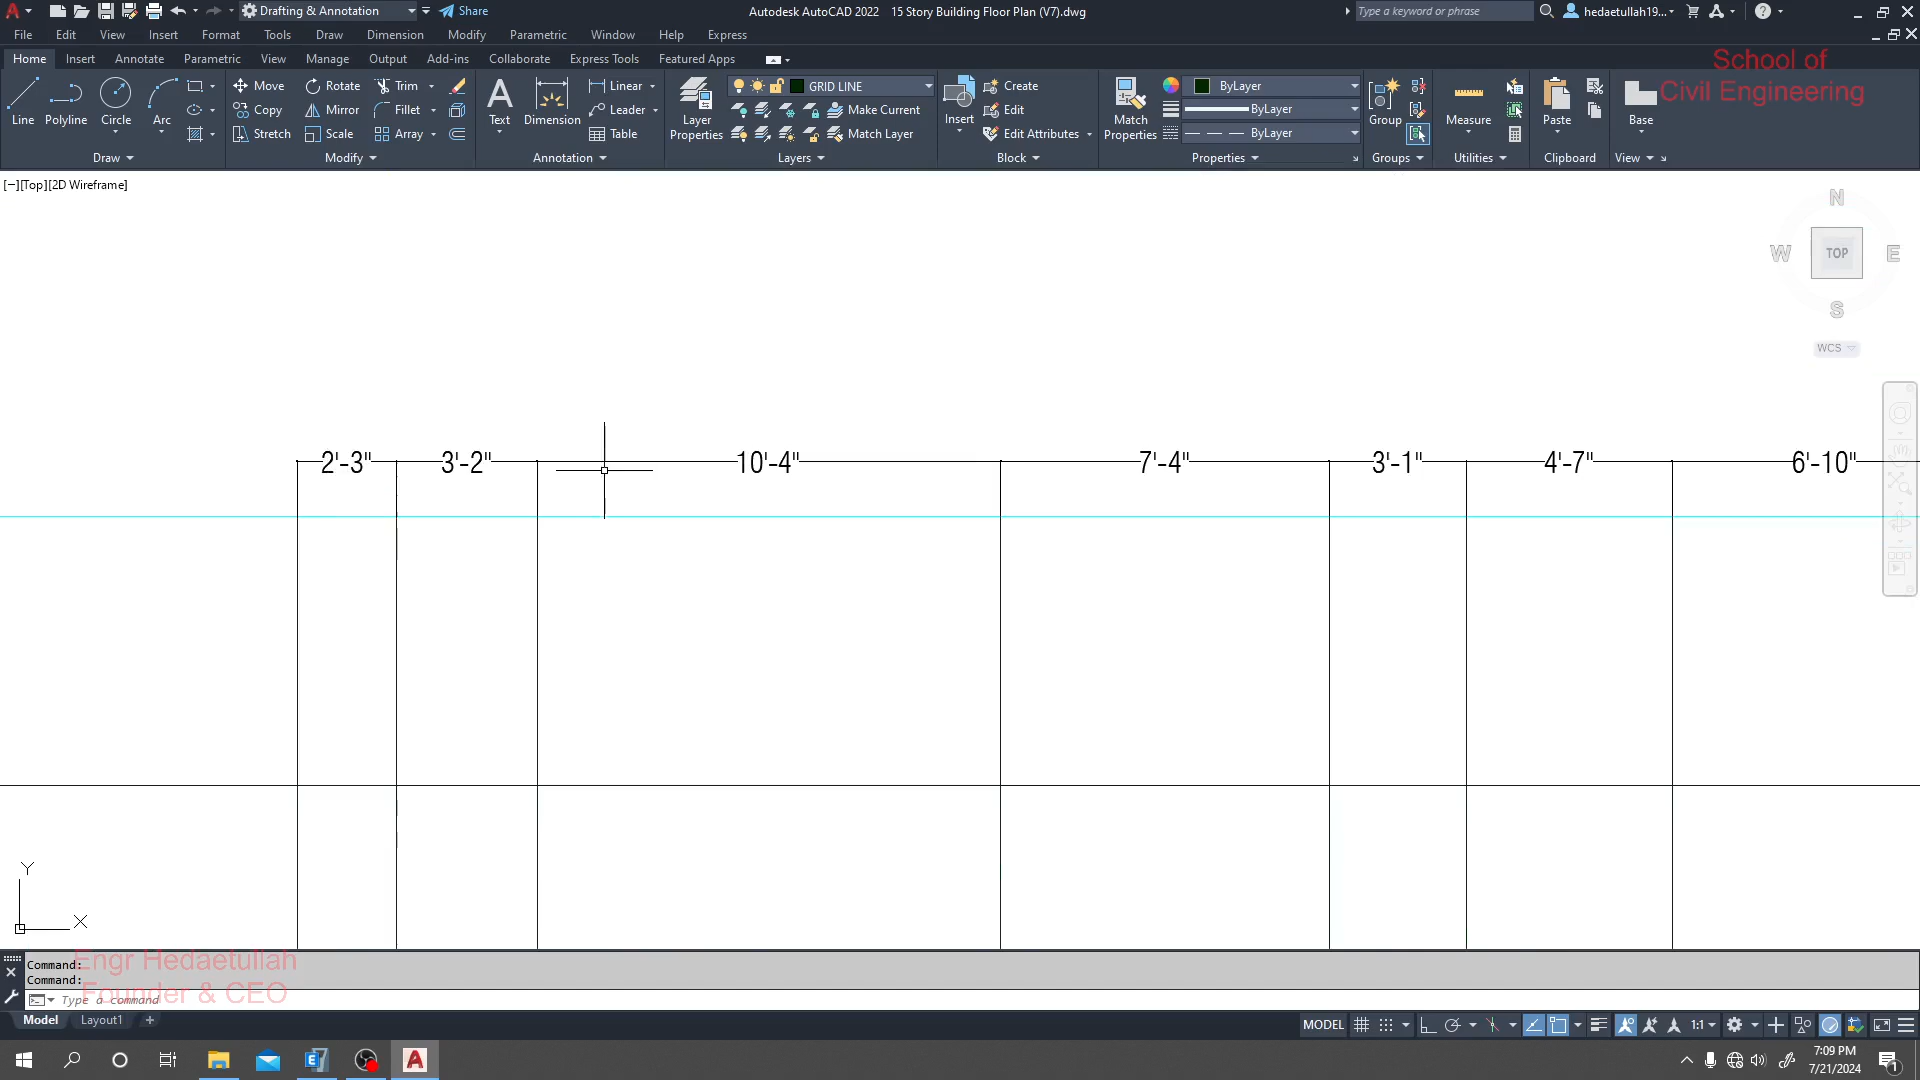 Drafting & Annotation
Share
Autodesk AutoCAD 2022 15 Story Building Floor Plan (V7).dwg
Type a keyword or phrase
hedaetullah19...
File Edit View Insert Format Tools Draw Dimension Modify Parametric Window Help Express
Home Insert Annotate Parametric View Manage Output Add-ins Collaborate Express Tools Featured Apps
School of
Civil Engineering
Line Polyline Circle Arc
Draw
Move Rotate Trim
Copy Mirror Fillet
Stretch Scale Array
Modify
Text Dimension
Linear
Leader
Table
Annotation
Layer Properties
GRID LINE
Make Current
Match Layer
Layers
Insert
Create
Edit
Edit Attributes
Block
Match Properties
ByLayer
ByLayer
ByLayer
Properties
Group
Groups
Measure
Utilities
Paste
Clipboard
Base
View
[−][Top][2D Wireframe]
N
W TOP E
S
WCS
2'-3" 3'-2" 10'-4" 7'-4" 3'-1" 4'-7" 6'-10"
Y
X
Command:
Command:
Type a command
Engr Hedaetullah
Founder & CEO
Model Layout1 +
MODEL 1:1
7:09 PM
7/21/2024
1